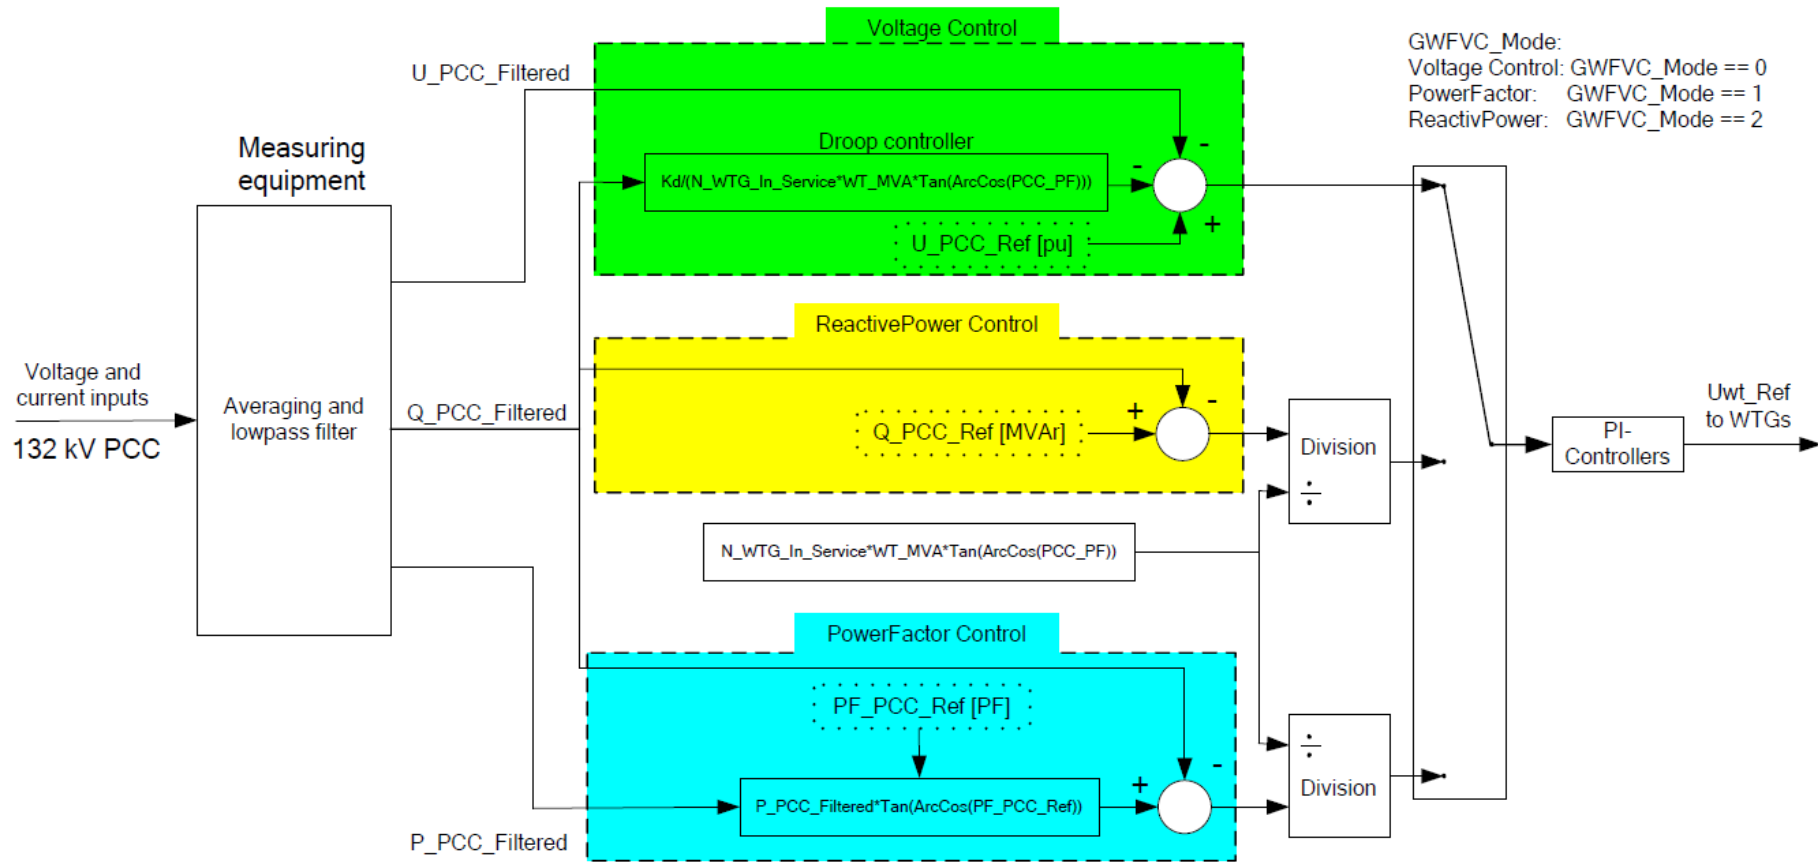 Voltage Control
GWFVC_Mode:
Voltage Control: GWFVC_Mode == 0
PowerFactor: GWFVC_Mode == 1
ReactivPower: GWFVC_Mode == 2
U_PCC_Filtered
-
Droop controller
-
Kd/(N_WTG_In_Service*WT_MVA*Tan(ArcCos(PCC_PF)))
+
U_PCC_Ref [pu]
Measuring
equipment
Voltage and
current inputs
132 kV PCC
Averaging and
lowpass filter
ReactivePower Control
Q_PCC_Filtered
+
-
Q_PCC_Ref [MVAr]
Division
÷
PI-
Controllers
Uwt_Ref
to WTGs
N_WTG_In_Service*WT_MVA*Tan(ArcCos(PCC_PF))
PowerFactor Control
PF_PCC_Ref [PF]
-
+
P_PCC_Filtered*Tan(ArcCos(PF_PCC_Ref))
÷
Division
P_PCC_Filtered